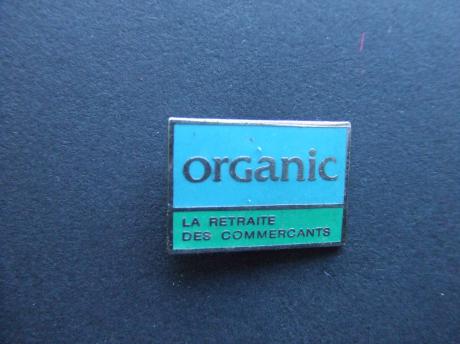 orGanic
LA RETRAITE
DES COMMERCANTS